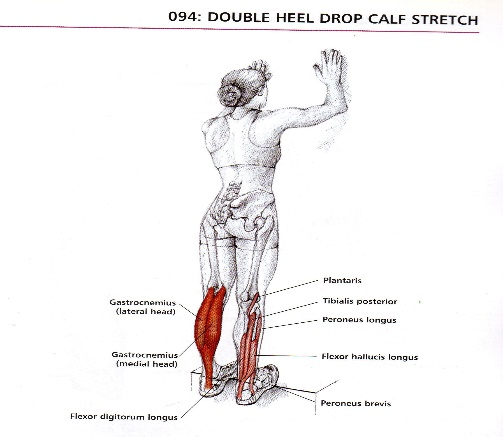 094: DOUBLE HEEL DROP CALF STRETCH
Plantaris
Gastrocnemius
(lateral head)
Tibialis posterior
Peroneus longus
Gastrocnemius
(medial head)
Flexor hallucis longus
Peroneus brevis
Flexor digitorum longus